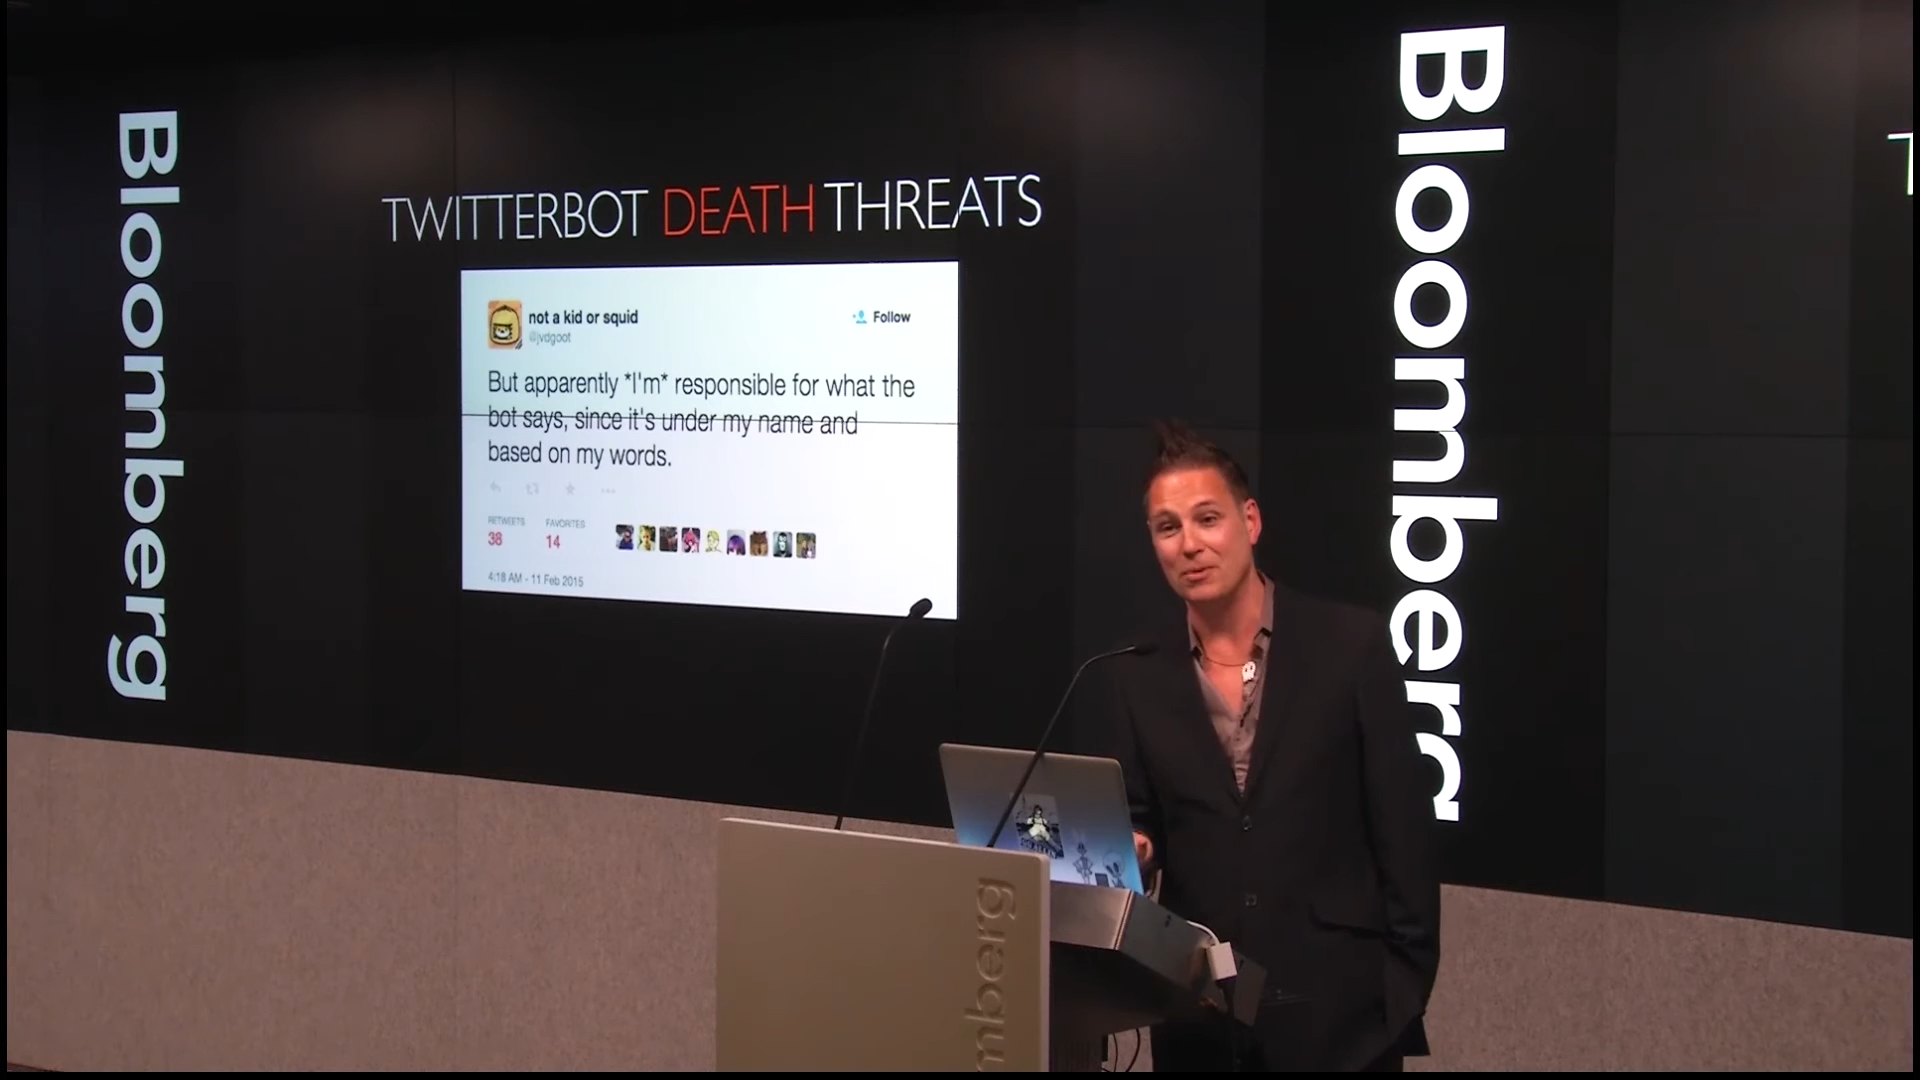 Bloomberg
TWITTERBOT DEATH THREATS
not a kid or squid
@jvdgoot
Follow
But apparently *I'm* responsible for what the
bot says, since it's under my name and
based on my words.
RETWEETS
38
FAVORITES
14
4:18 AM - 11 Feb 2015
Bloomberg
T
mberg